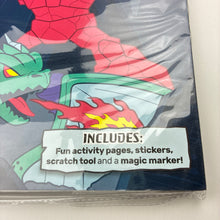 INCLUDES:
Fun activity pages, stickers,
scratch tool and a magic marker!